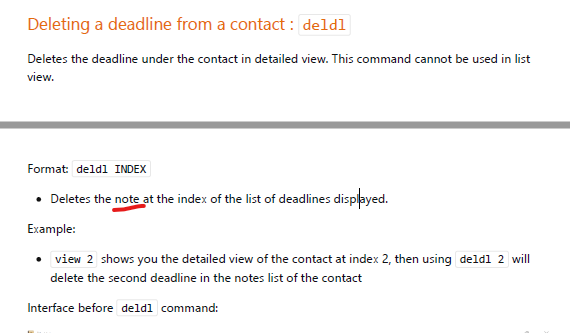 Deleting a deadline from a contact : deldl
Deletes the deadline under the contact in detailed view. This command cannot be used in list
view.
Format: deldl INDEX
• Deletes the note at the index of the list of deadlines displayed.
Example:
• view 2 shows you the detailed view of the contact at index 2, then using deldl 2 will
delete the second deadline in the notes list of the contact
Interface before deldl command: